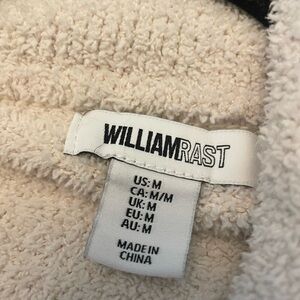 WILLIAMRAST
US: M
CA: M/M
UK: M
EU: M
AU: M
MADE IN
CHINA